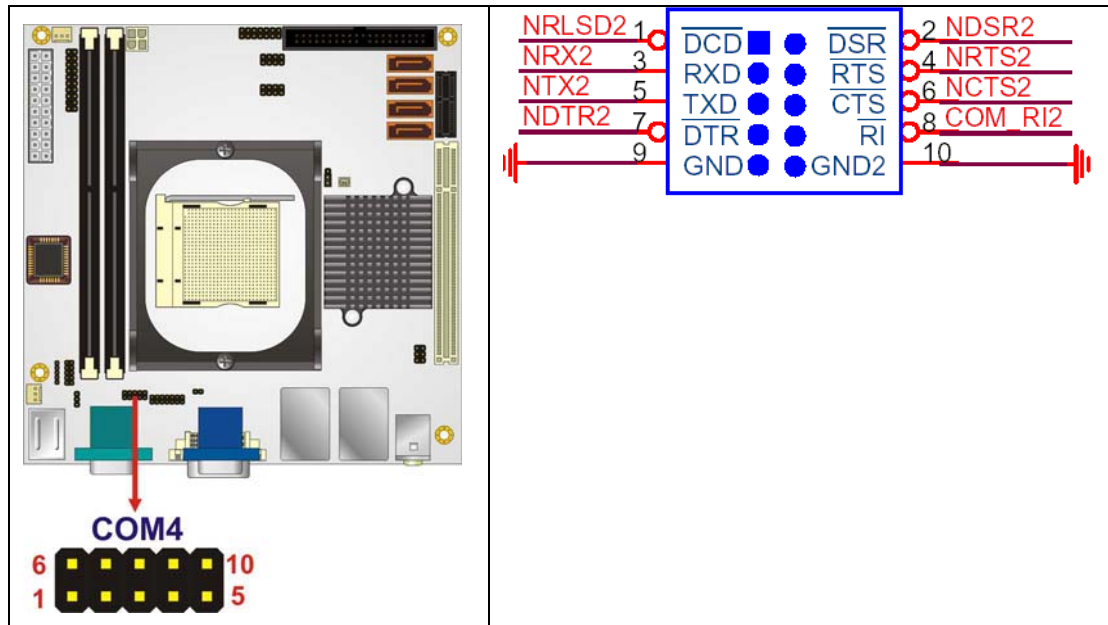 COM4
6 10
1 5
NRLSD2 1 DCD DSR 2 NDSR2
NRX2 3 RXD RTS 4 NRTS2
NTX2 5 TXD CTS 6 NCTS2
NDTR2 7 DTR RI 8 COM_RI2
9 GND GND2 10